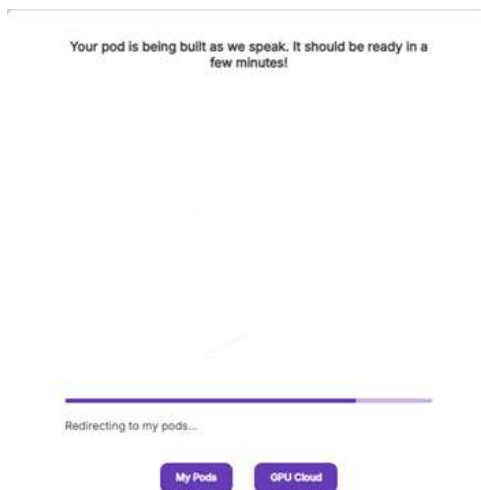 Your pod is being built as we speak. It should be ready in a
few minutes!
Redirecting to my pods...
My Pods
GPU Cloud